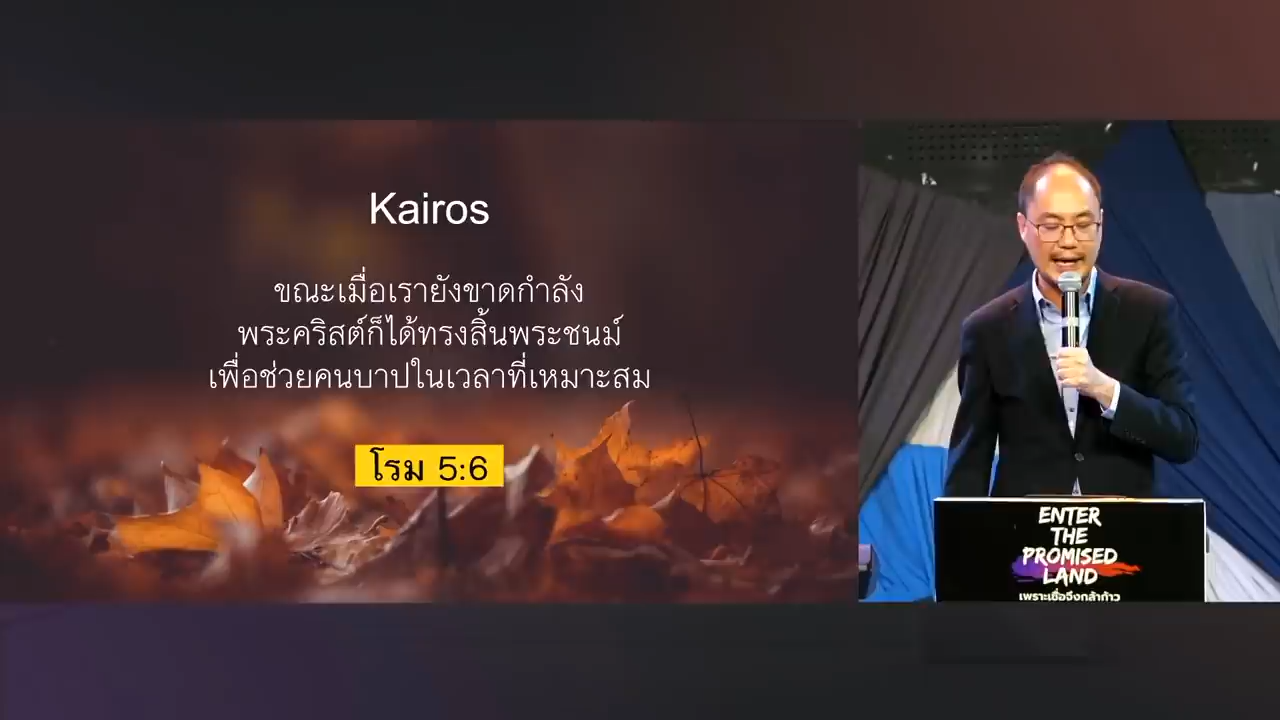 Kairos
ขณะเมื่อเรายังขาดกำลัง
พระคริสต์ก็ได้ทรงสิ้นพระชนม์
เพื่อช่วยคนบาปในเวลาที่เหมาะสม
โรม 5:6
ENTER
THE
PROMISED
LAND
เพราะเชื่อจึงกล้าก้าว